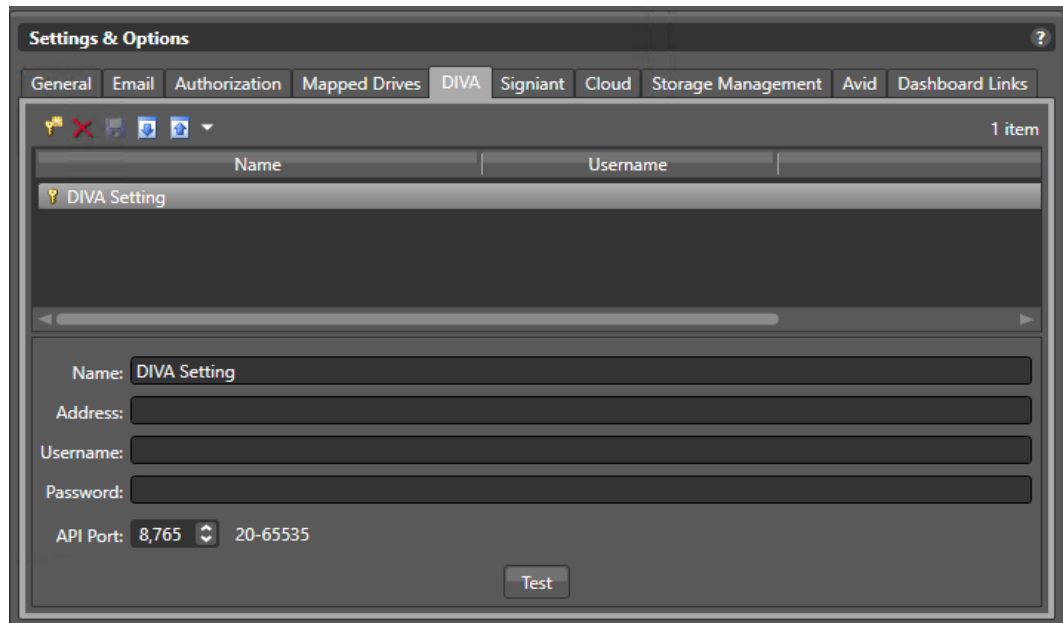 Settings & Options ?
General Email Authorization Mapped Drives DIVA Signiant Cloud Storage Management Avid Dashboard Links
1 item
Name Username
DIVA Setting
Name: DIVA Setting
Address:
Username:
Password:
API Port: 8,765 20-65535
Test